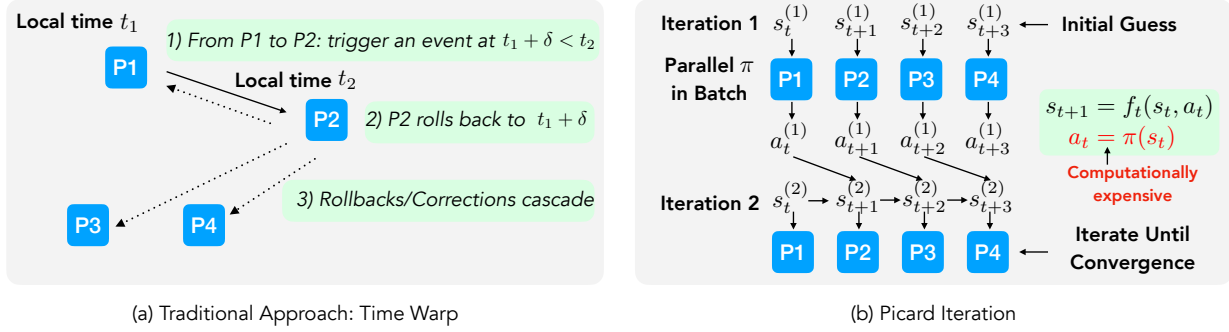 Local time $t_1$
1) From P1 to P2: trigger an event at $t_1 + \delta < t_2$
P1
Local time $t_2$
P2
2) P2 rolls back to $t_1 + \delta$
3) Rollbacks/Corrections cascade
P3 P4
(a) Traditional Approach: Time Warp
Iteration 1 $s_t^{(1)}$ $s_{t+1}^{(1)}$ $s_{t+2}^{(1)}$ $s_{t+3}^{(1)}$ Initial Guess
Parallel $\pi$
in Batch
P1 P2 P3 P4
$a_t^{(1)}$ $a_{t+1}^{(1)}$ $a_{t+2}^{(1)}$ $a_{t+3}^{(1)}$
$s_{t+1} = f_t(s_t, a_t)$
$a_t = \pi(s_t)$
Computationally
expensive
Iteration 2 $s_t^{(2)}$ $s_{t+1}^{(2)}$ $s_{t+2}^{(2)}$ $s_{t+3}^{(2)}$
P1 P2 P3 P4
Iterate Until
Convergence
(b) Picard Iteration